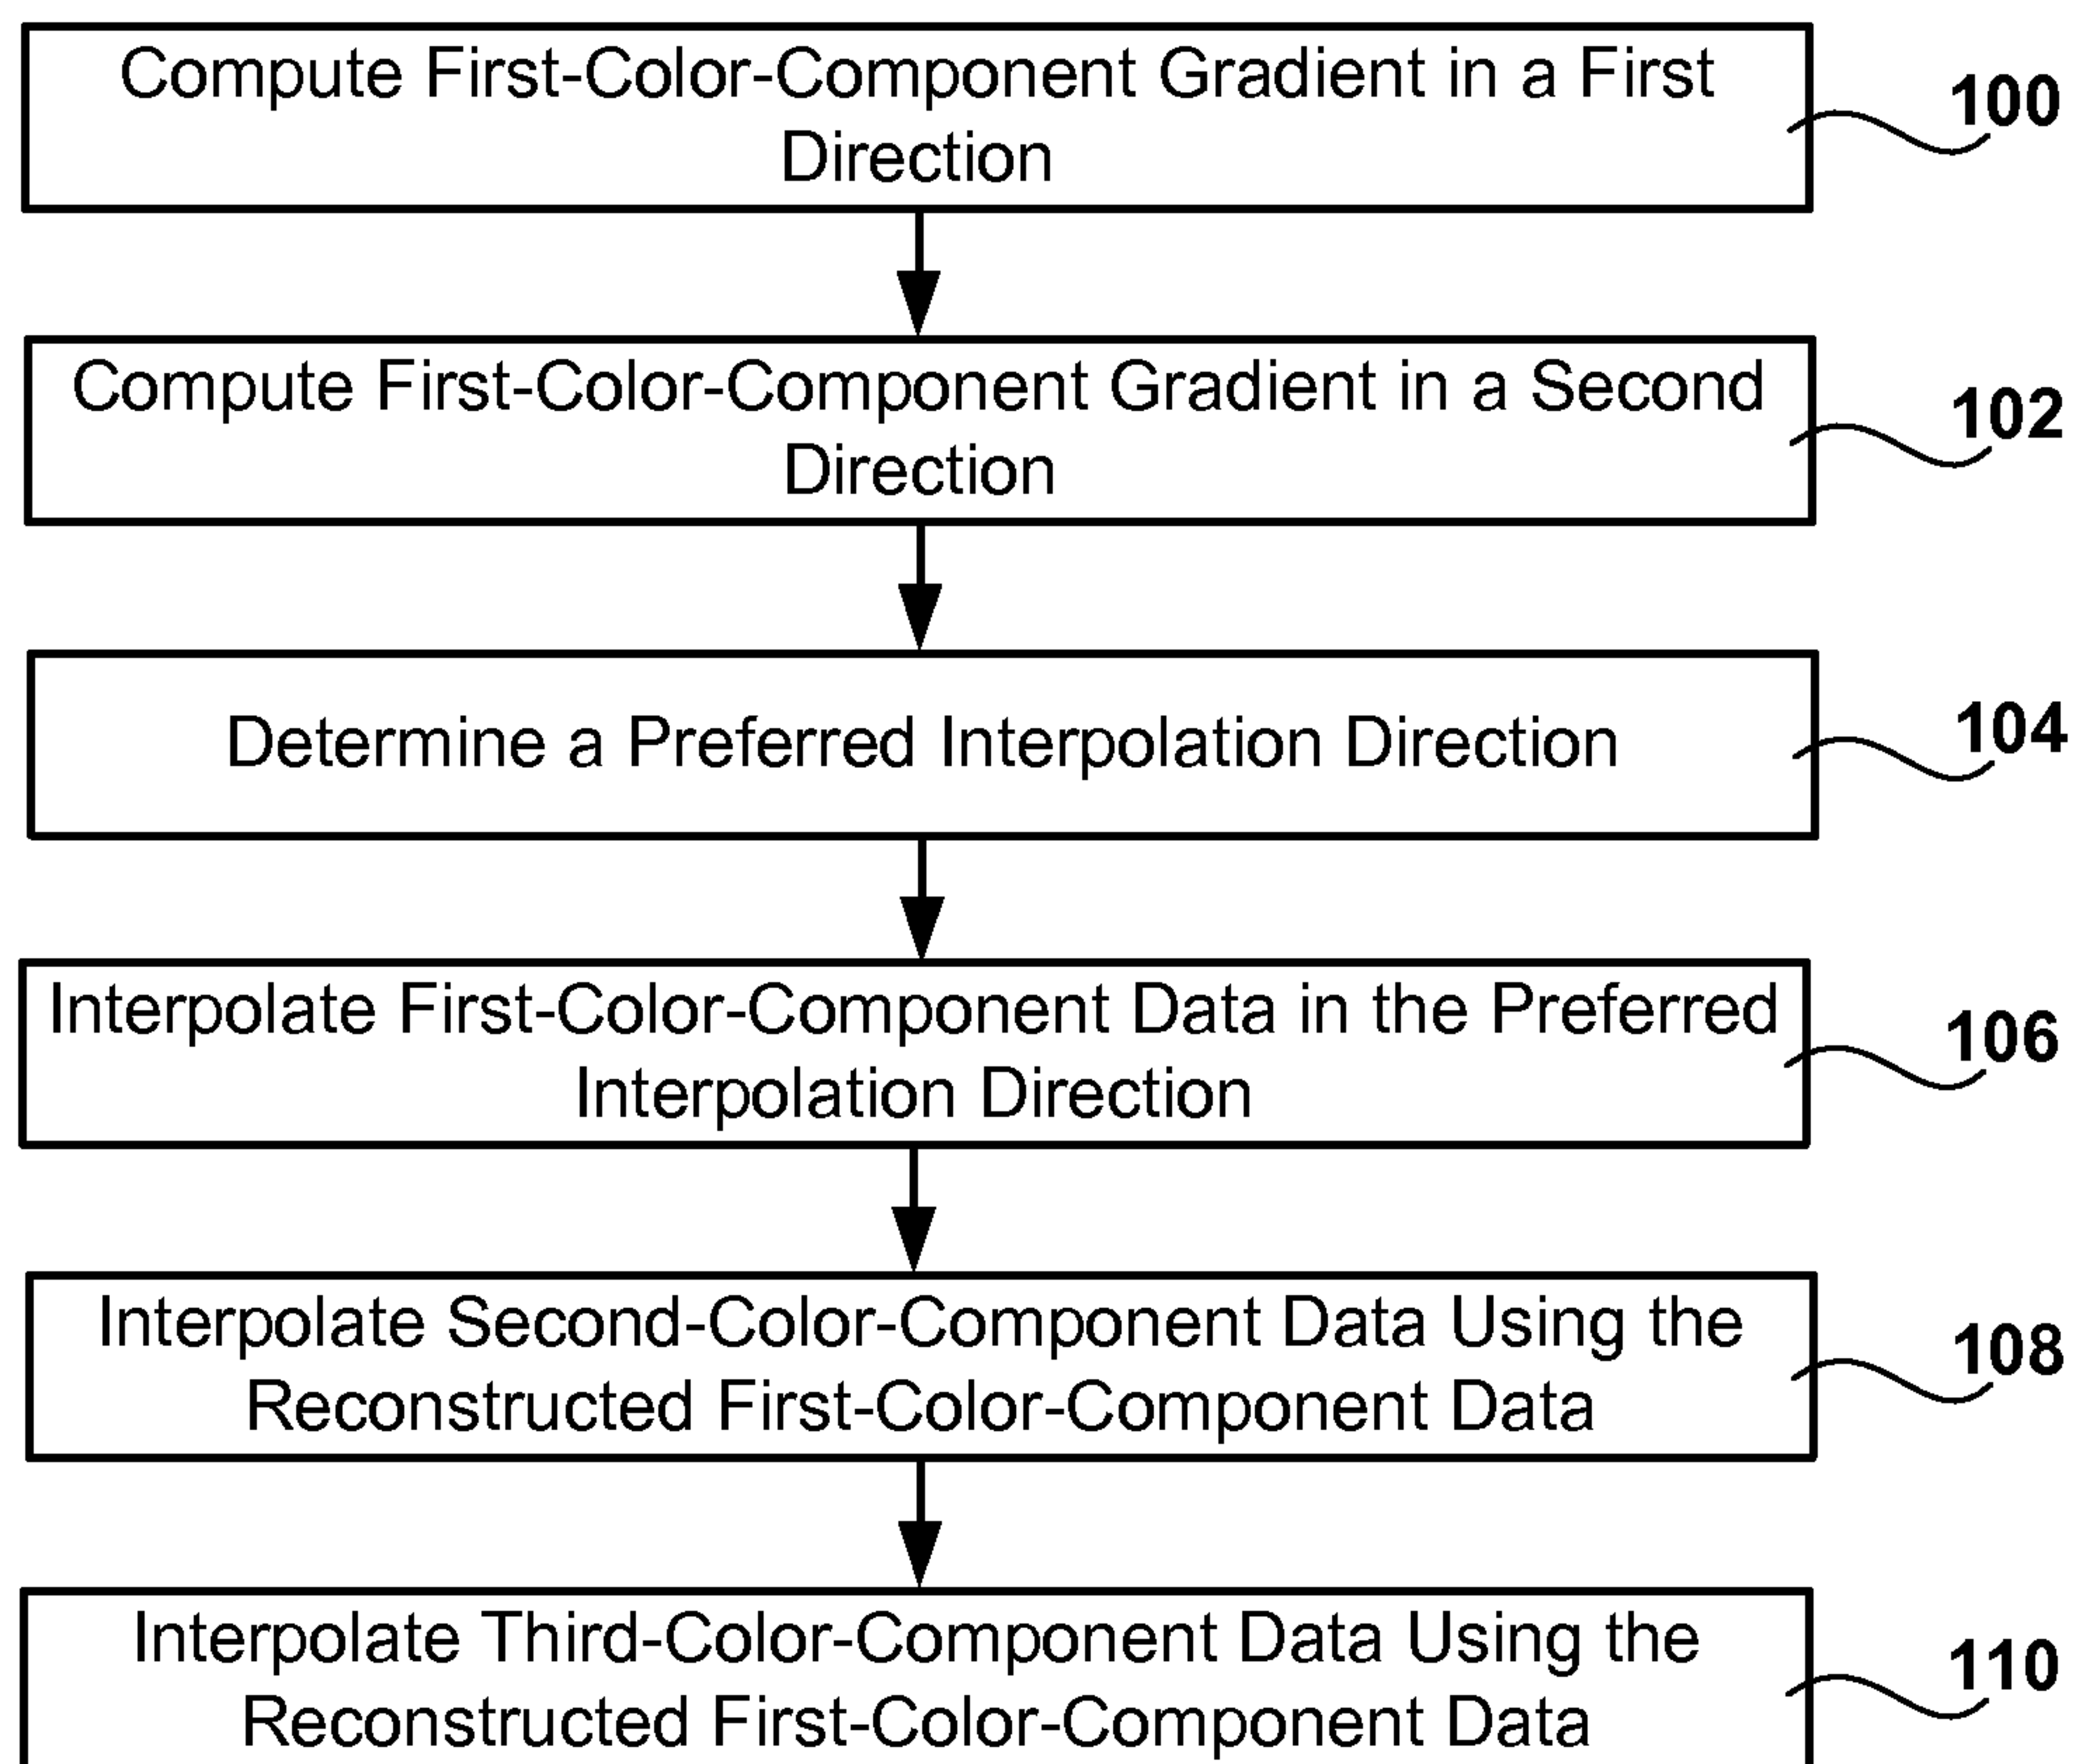 Compute First-Color-Component Gradient in a First
Direction
100
Compute First-Color-Component Gradient in a Second
Direction
102
Determine a Preferred Interpolation Direction
104
Interpolate First-Color-Component Data in the Preferred
Interpolation Direction
106
Interpolate Second-Color-Component Data Using the
Reconstructed First-Color-Component Data
108
Interpolate Third-Color-Component Data Using the
Reconstructed First-Color-Component Data
110